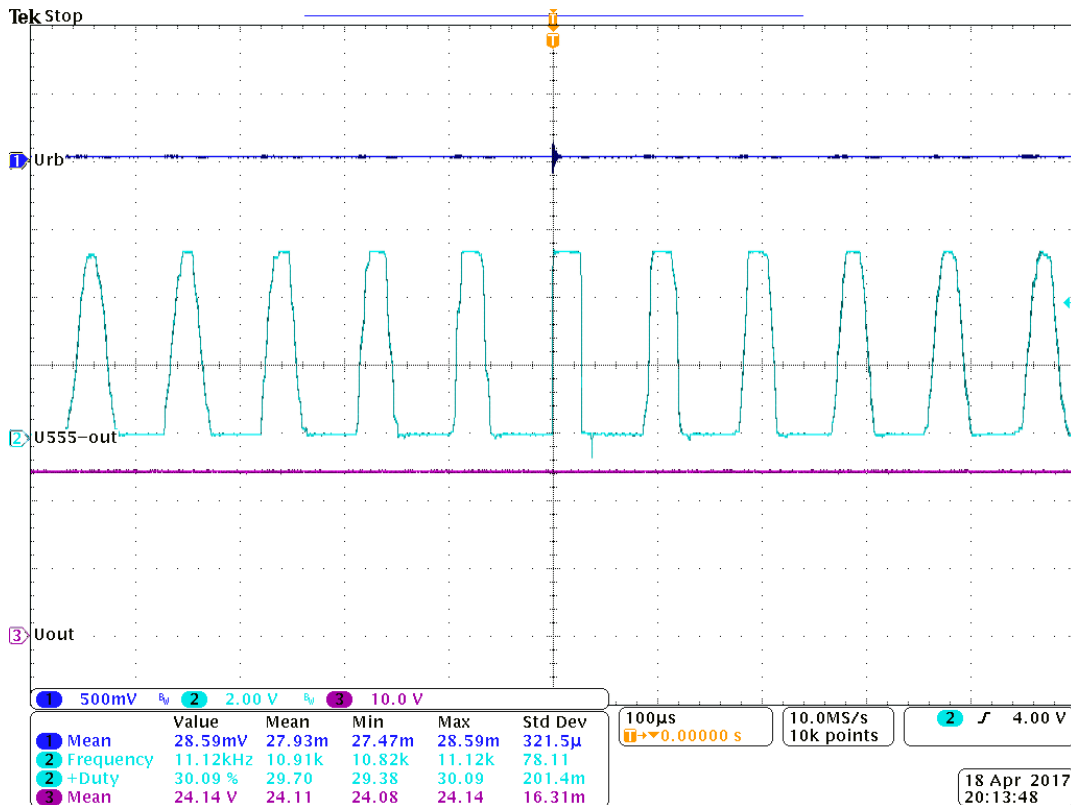 Tek Stop
T
T
1 Urb
2 U555-out
3 Uout
1 500mV BW 2 2.00 V BW 3 10.0 V
Value Mean Min Max Std Dev
1 Mean 28.59mV 27.93m 27.47m 28.59m 321.5µ
2 Frequency 11.12kHz 10.91k 10.82k 11.12k 78.11
2 +Duty 30.09 % 29.70 29.38 30.09 201.4m
3 Mean 24.14 V 24.11 24.08 24.14 16.31m
100µs
T→▼0.00000 s
10.0MS/s
10k points
2 ∫ 4.00 V
18 Apr 2017
20:13:48